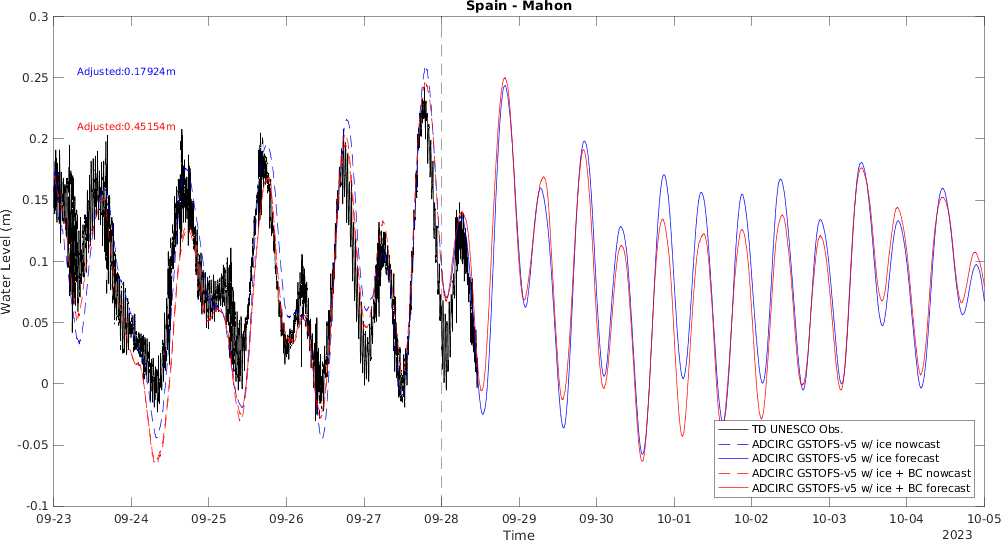 Spain - Mahon
0.3
0.25
0.2
0.15
0.1
0.05
0
-0.05
-0.1
Water Level (m)
Adjusted:0.17924m
Adjusted:0.45154m
TD UNESCO Obs.
ADCIRC GSTOFS-v5 w/ ice nowcast
ADCIRC GSTOFS-v5 w/ ice forecast
ADCIRC GSTOFS-v5 w/ ice + BC nowcast
ADCIRC GSTOFS-v5 w/ ice + BC forecast
09-23 09-24 09-25 09-26 09-27 09-28 09-29 09-30 10-01 10-02 10-03 10-04 10-05
Time
2023